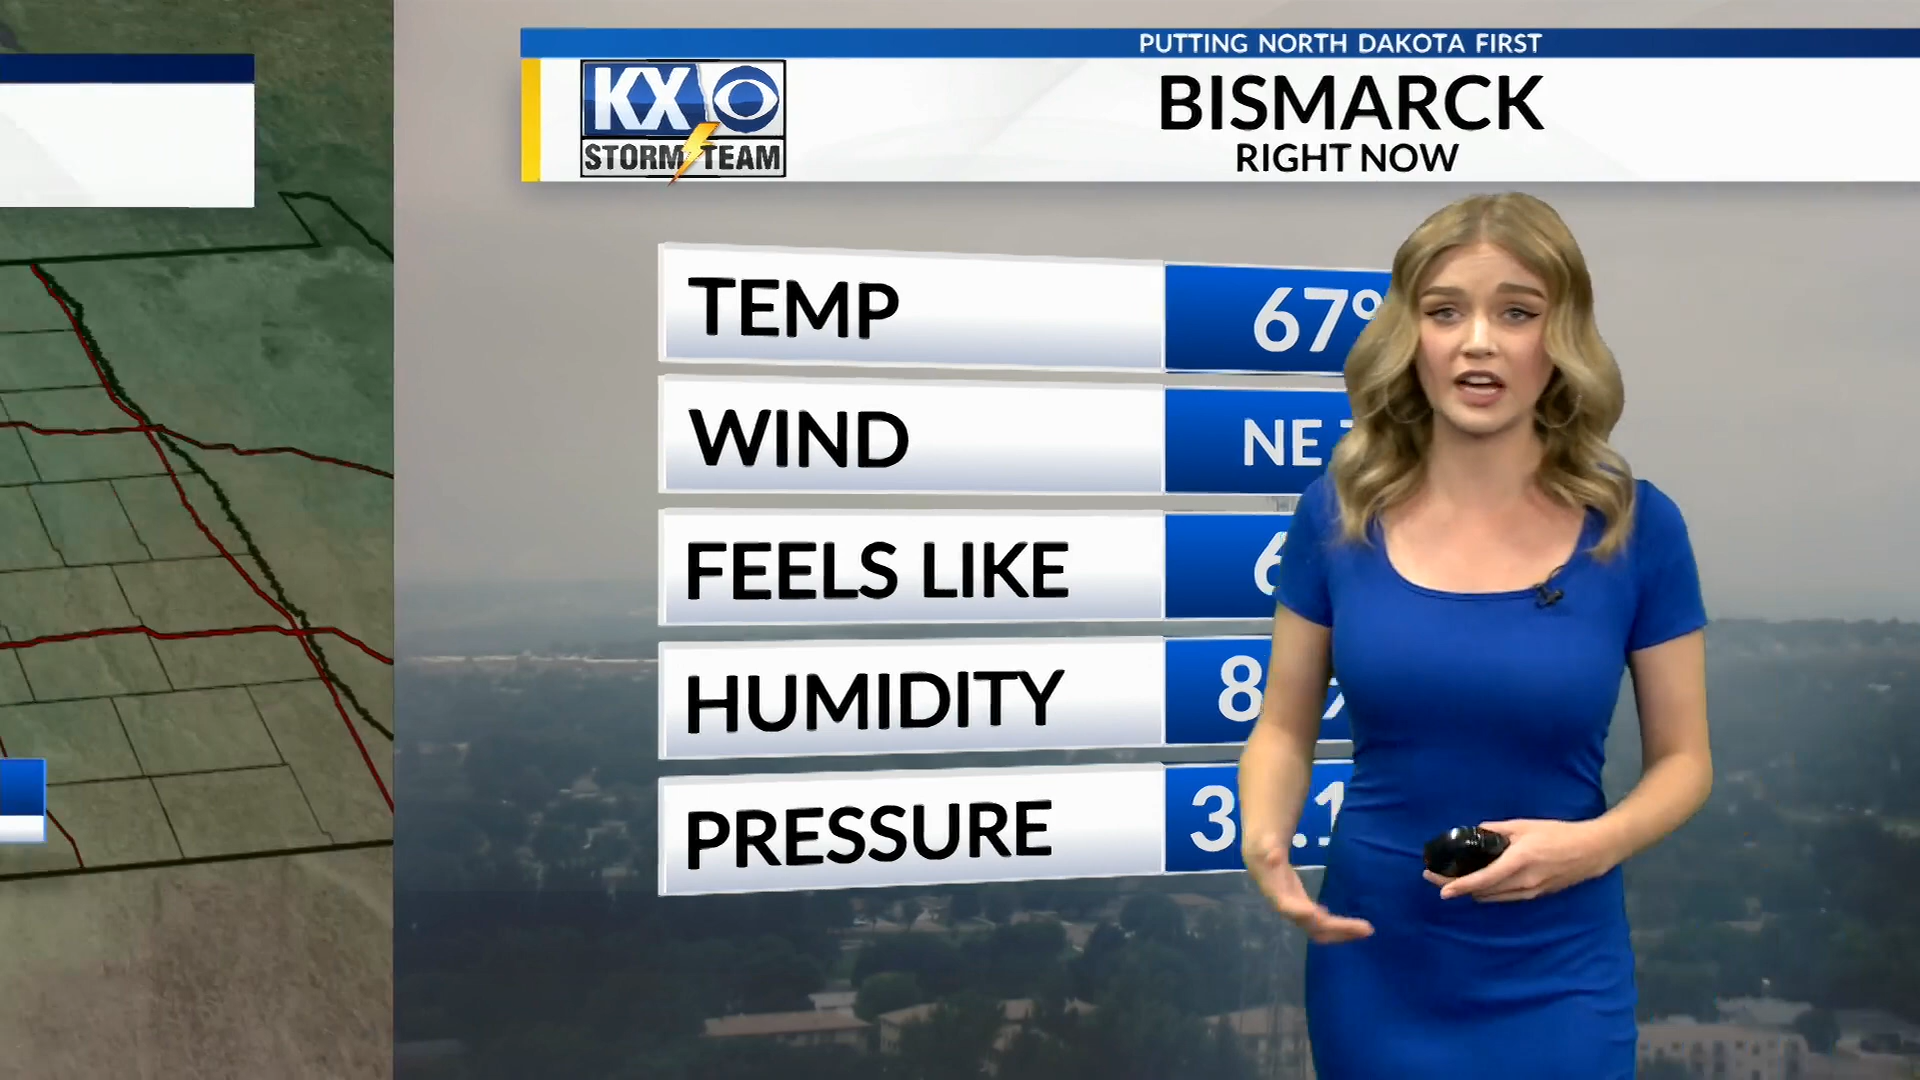 PUTTING NORTH DAKOTA FIRST
KX
STORM TEAM
BISMARCK
RIGHT NOW
TEMP 67°
WIND NE
FEELS LIKE
HUMIDITY
PRESSURE